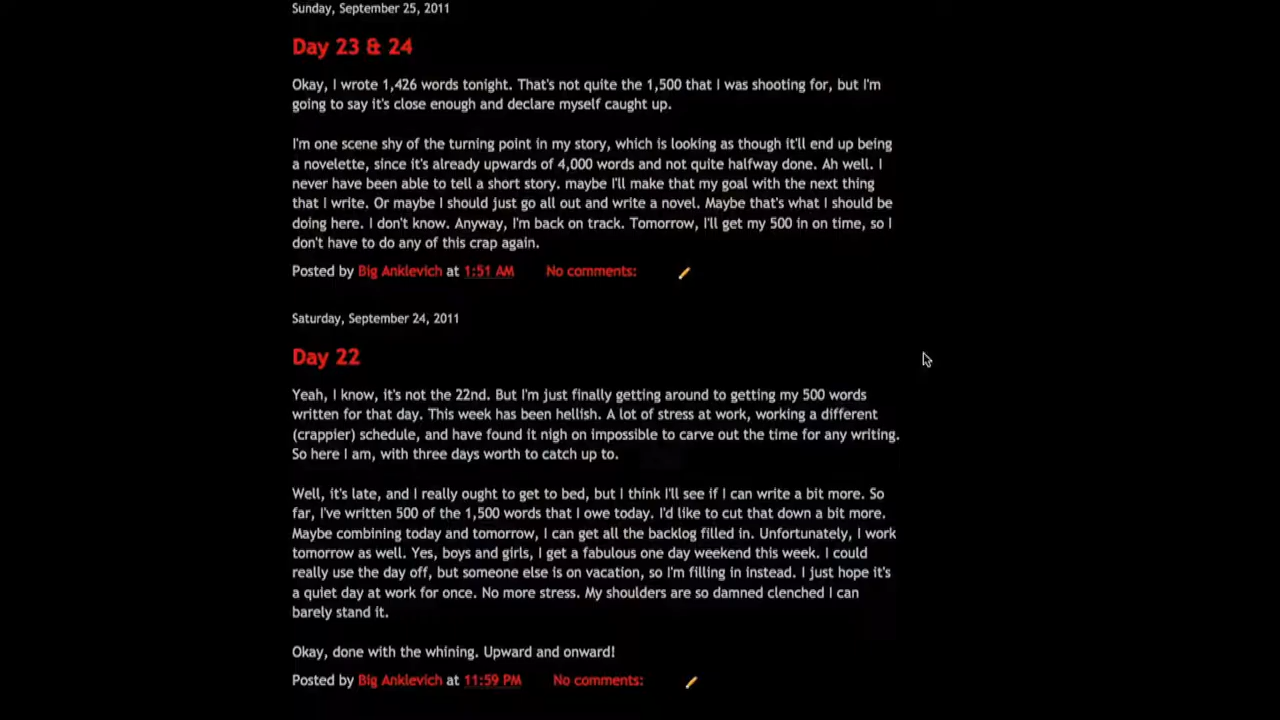 Sunday, September 25, 2011
Day 23 & 24
Okay, I wrote 1,426 words tonight. That's not quite the 1,500 that I was shooting for, but I'm
going to say it's close enough and declare myself caught up.
I'm one scene shy of the turning point in my story, which is looking as though it'll end up being
a novelette, since it's already upwards of 4,000 words and not quite halfway done. Ah well. I
never have been able to tell a short story. maybe I'll make that my goal with the next thing
that I write. Or maybe I should just go all out and write a novel. Maybe that's what I should be
doing here. I don't know. Anyway, I'm back on track. Tomorrow, I'll get my 500 in on time, so I
don't have to do any of this crap again.
Posted by Big Anklevich at 1:51 AM No comments:
Saturday, September 24, 2011
Day 22
Yeah, I know, it's not the 22nd. But I'm just finally getting around to getting my 500 words
written for that day. This week has been hellish. A lot of stress at work, working a different
(crappier) schedule, and have found it nigh on impossible to carve out the time for any writing.
So here I am, with three days worth to catch up to.
Well, it's late, and I really ought to get to bed, but I think I'll see if I can write a bit more. So
far, I've written 500 of the 1,500 words that I owe today. I'd like to cut that down a bit more.
Maybe combining today and tomorrow, I can get all the backlog filled in. Unfortunately, I work
tomorrow as well. Yes, boys and girls, I get a fabulous one day weekend this week. I could
really use the day off, but someone else is on vacation, so I'm filling in instead. I just hope it's
a quiet day at work for once. No more stress. My shoulders are so damned clenched I can
barely stand it.
Okay, done with the whining. Upward and onward!
Posted by Big Anklevich at 11:59 PM No comments: